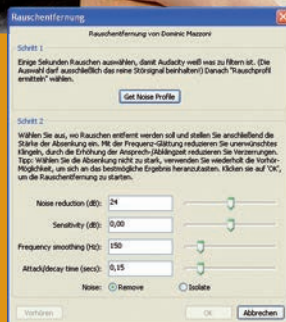 Rauschentfernung
Rauschentfernung von Dominic Mazzoni
Schritt 1
Einige Sekunden Rauschen auswählen, damit Audacity weiß was zu filtern ist. (Die
Auswahl darf ausschließlich das reine Störsignal beinhalten!) Danach "Rauschprofil
ermitteln" wählen.
Get Noise Profile
Schritt 2
Wählen Sie aus, wo Rauschen entfernt werden soll und stellen Sie anschließend die
Stärke der Absenkung ein. Mit der Frequenz-Glättung reduzieren Sie unerwünschtes
Klingeln, durch die Erhöhung der Ansprech-/Abklingzeit reduzieren Sie Verzerrungen.
Tipp: Wählen Sie die Absenkung nicht zu stark, verwenden Sie wiederholt die Vorhör-
Möglichkeit, um sich an das bestmögliche Ergebnis heranzutasten. Klicken sie auf 'OK',
um die Rauschentfernung zu starten.
Noise reduction (dB): 24
Sensitivity (dB): 0,00
Frequency smoothing (Hz): 150
Attack/decay time (secs): 0,15
Noise: Remove Isolate
Vorhören OK Abbrechen